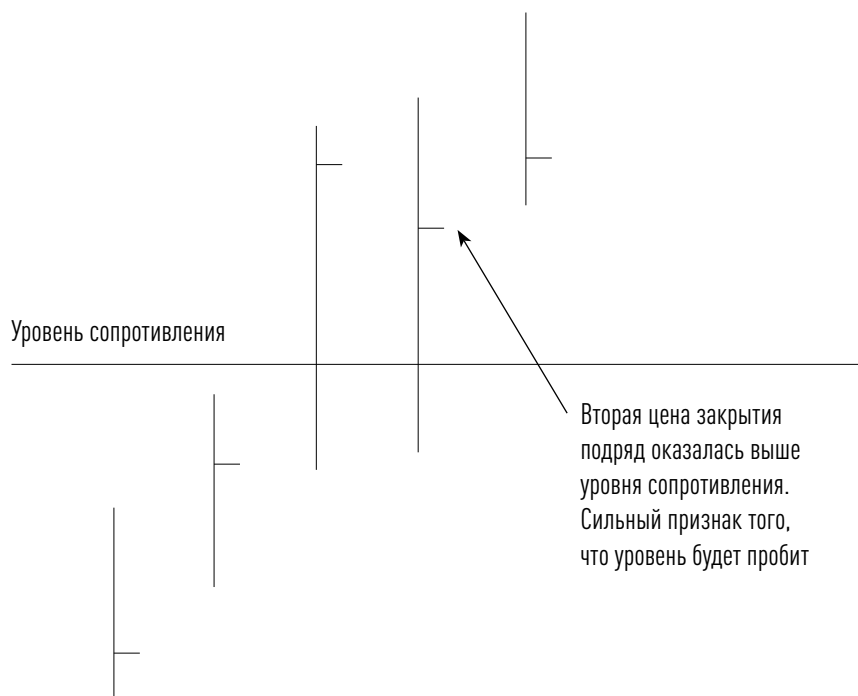 Уровень сопротивления
Вторая цена закрытия
подряд оказалась выше
уровня сопротивления.
Сильный признак того,
что уровень будет пробит